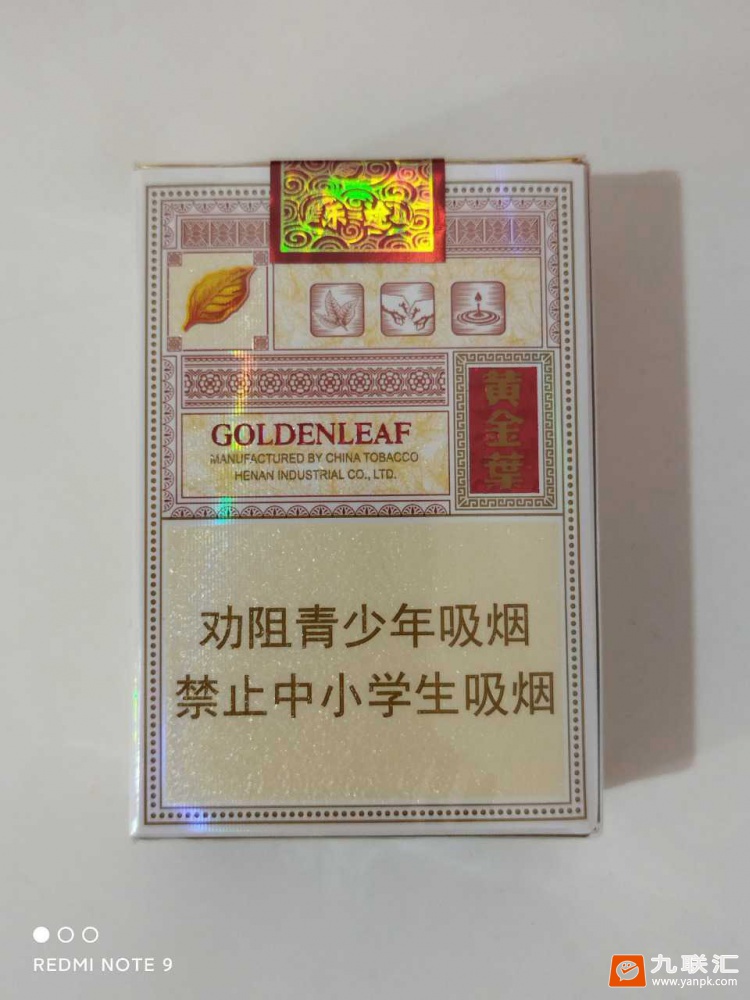 GOLDENLEAF
MANUFACTURED BY CHINA TOBACCO
HENAN INDUSTRIAL CO., LTD.
黄金葉
劝阻青少年吸烟
禁止中小学生吸烟
REDMI NOTE 9
九联汇
www.yanpk.com